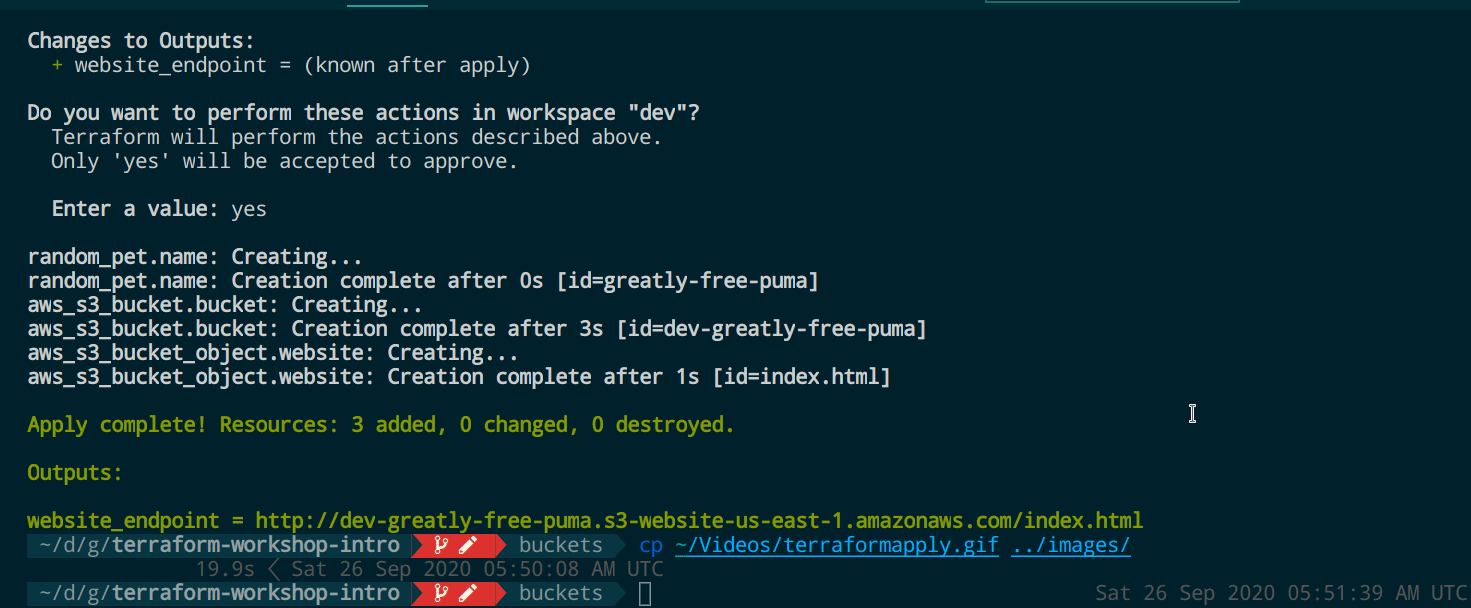 Changes to Outputs:
+ website_endpoint = (known after apply)
Do you want to perform these actions in workspace "dev"?
Terraform will perform the actions described above.
Only 'yes' will be accepted to approve.
Enter a value: yes
random_pet.name: Creating...
random_pet.name: Creation complete after 0s [id=greatly-free-puma]
aws_s3_bucket.bucket: Creating...
aws_s3_bucket.bucket: Creation complete after 3s [id=dev-greatly-free-puma]
aws_s3_bucket_object.website: Creating...
aws_s3_bucket_object.website: Creation complete after 1s [id=index.html]
Apply complete! Resources: 3 added, 0 changed, 0 destroyed.
Outputs:
website_endpoint = http://dev-greatly-free-puma.s3-website-us-east-1.amazonaws.com/index.html
~/d/g/terraform-workshop-intro buckets cp ~/Videos/terraformapply.gif ../images/
19.9s < Sat 26 Sep 2020 05:50:08 AM UTC
~/d/g/terraform-workshop-intro buckets Sat 26 Sep 2020 05:51:39 AM UTC